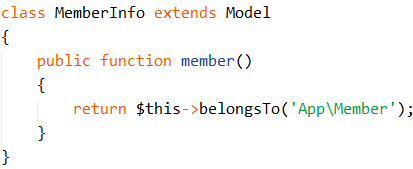 class MemberInfo extends Model
{
    public function member()
    {
        return $this->belongsTo('App\Member');
    }
}